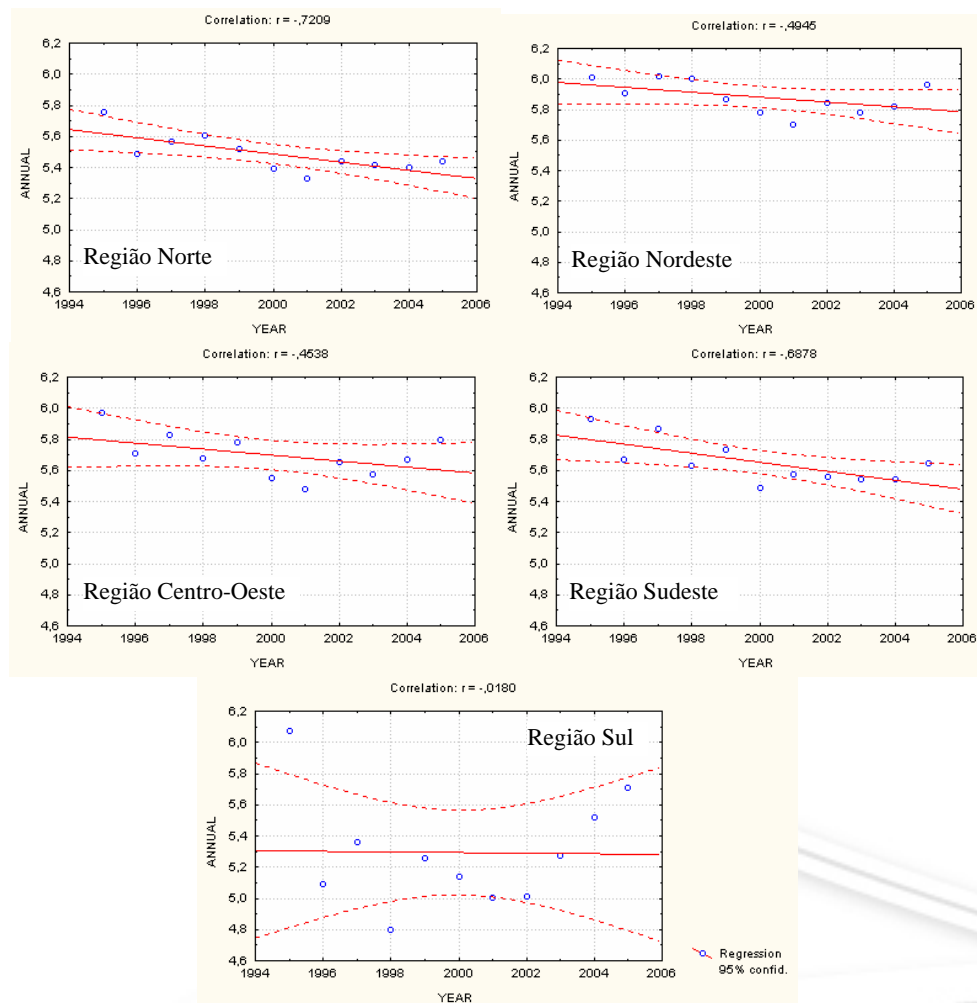 Correlation: r = -,7209
6,2
6,0
5,8
5,6
5,4
5,2
5,0
4,8
4,6
ANNUAL
Região Norte
1994 1996 1998 2000 2002 2004 2006
YEAR
Correlation: r = -,4945
6,2
6,0
5,8
5,6
5,4
5,2
5,0
4,8
4,6
ANNUAL
Região Nordeste
1994 1996 1998 2000 2002 2004 2006
YEAR
Correlation: r = -,4538
6,2
6,0
5,8
5,6
5,4
5,2
5,0
4,8
4,6
ANNUAL
Região Centro-Oeste
1994 1996 1998 2000 2002 2004 2006
YEAR
Correlation: r = -,6878
6,2
6,0
5,8
5,6
5,4
5,2
5,0
4,8
4,6
ANNUAL
Região Sudeste
1994 1996 1998 2000 2002 2004 2006
YEAR
Correlation: r = -,0180
6,2
6,0
5,8
5,6
5,4
5,2
5,0
4,8
4,6
ANNUAL
Região Sul
1994 1996 1998 2000 2002 2004 2006
YEAR
Regression
95% confid.